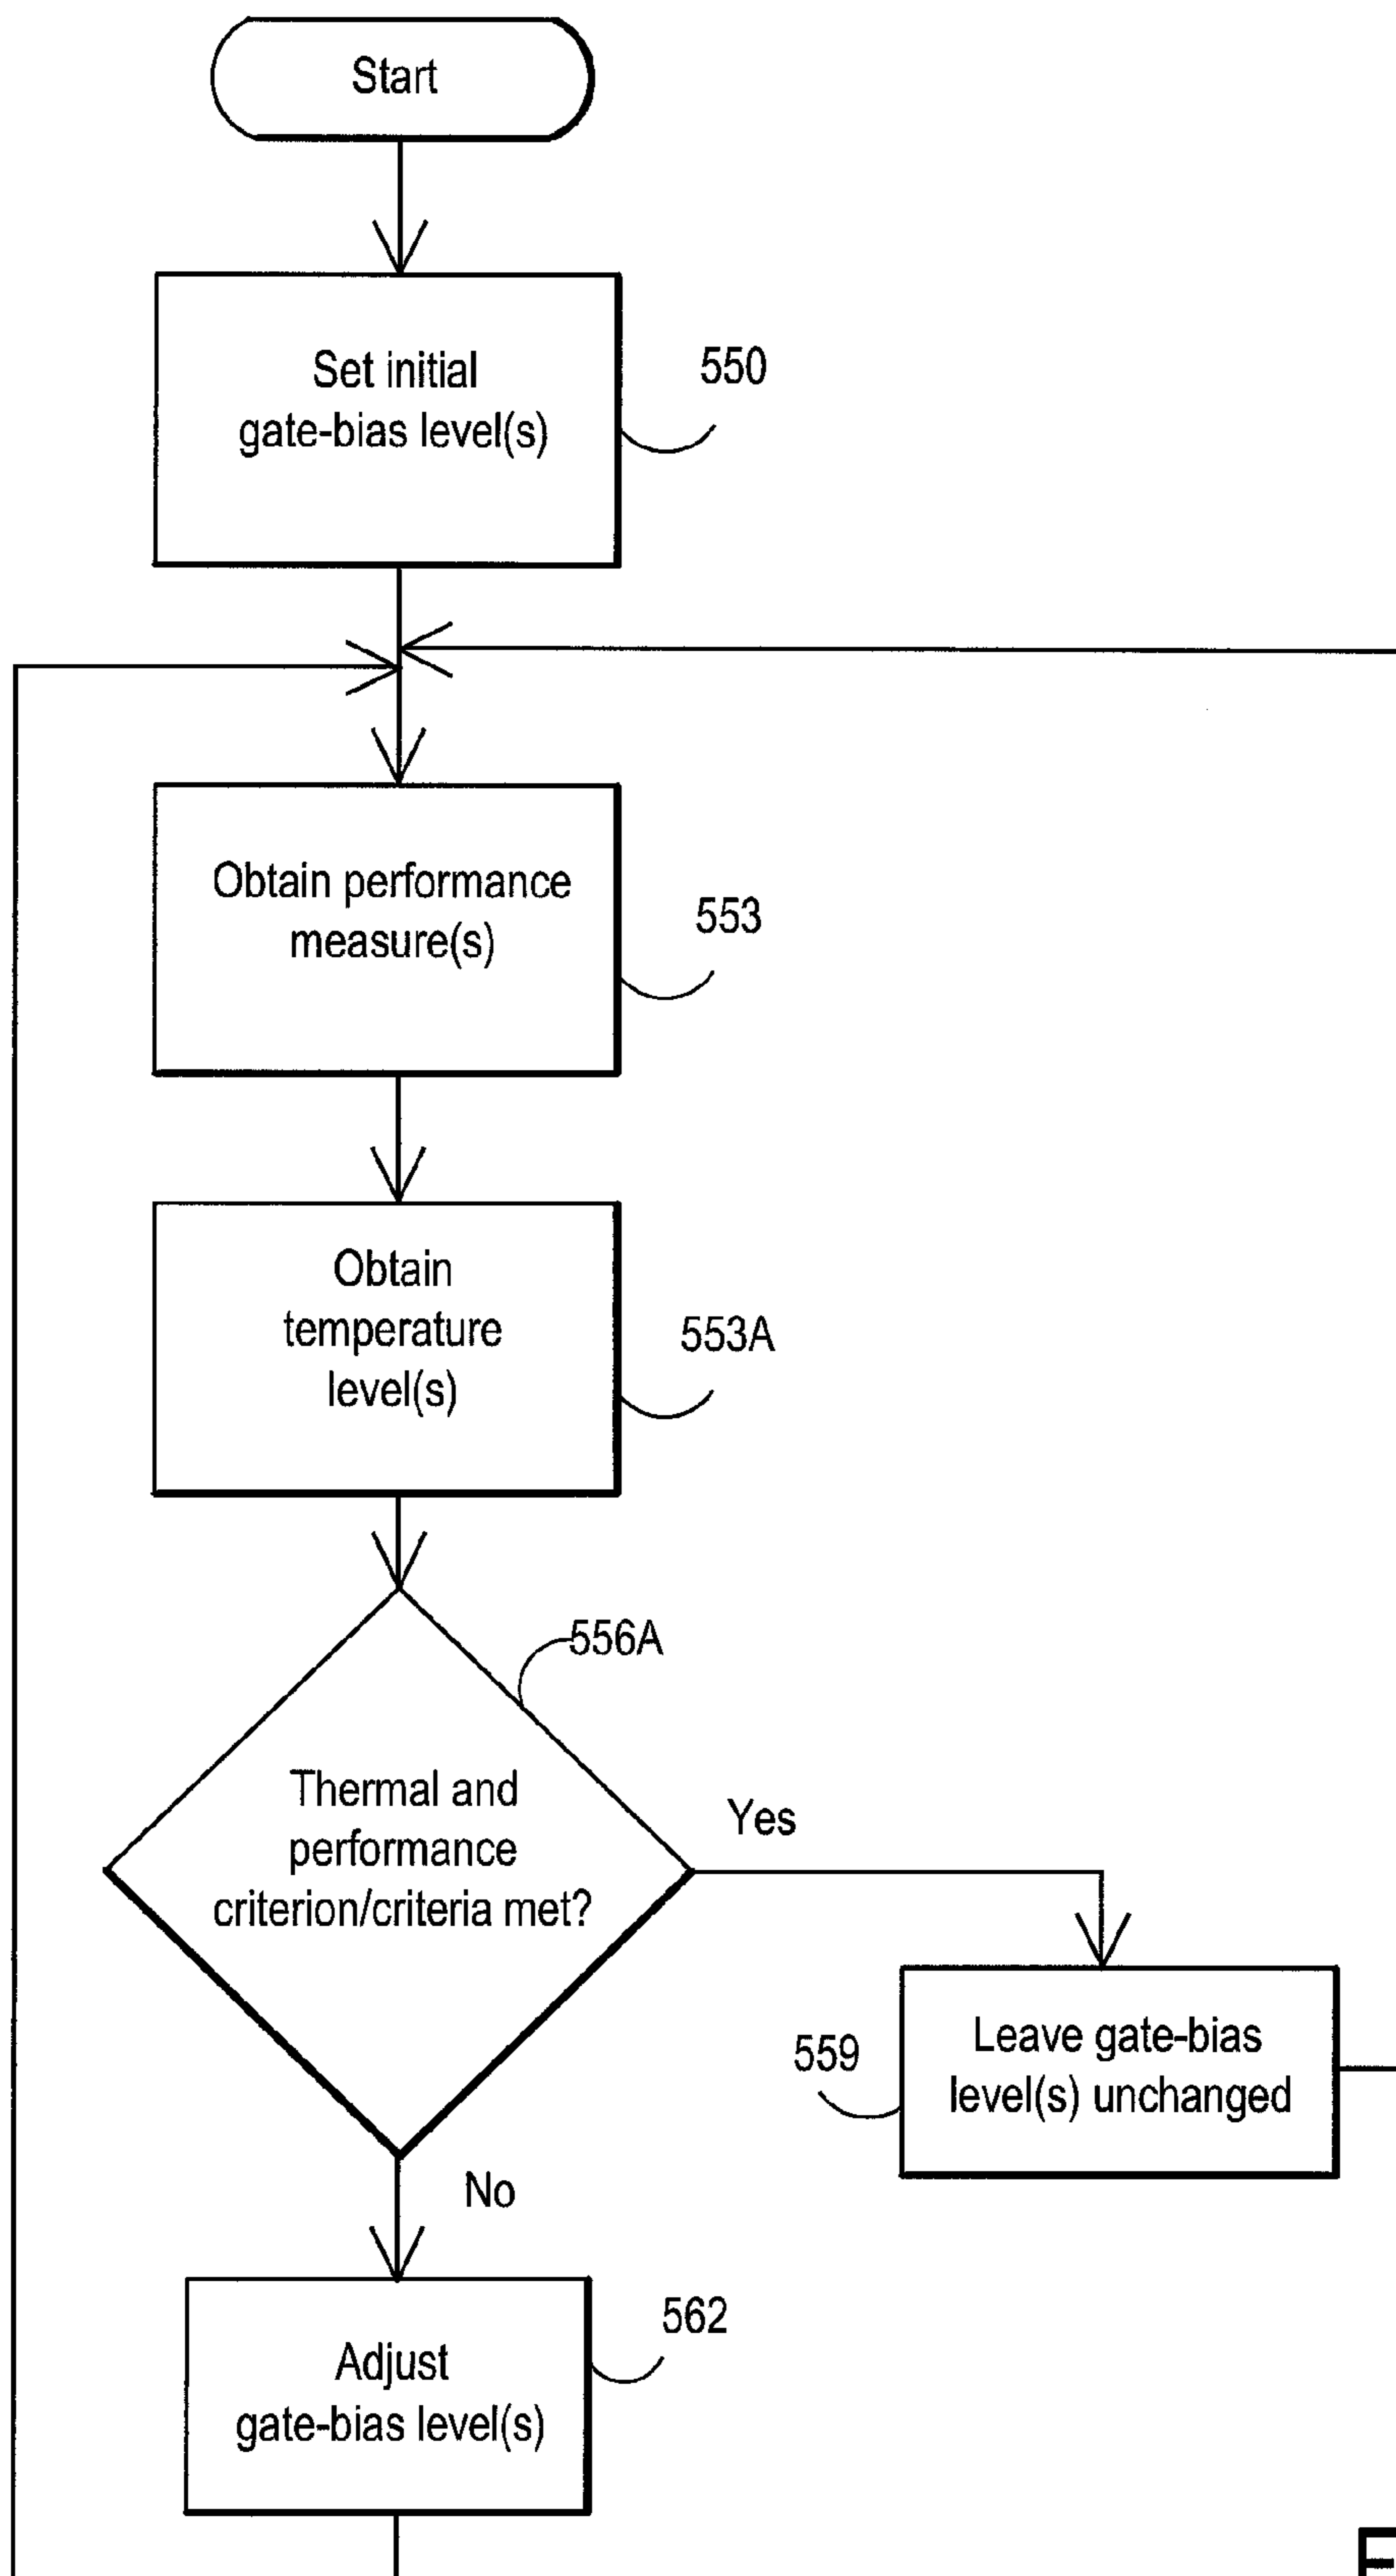 Start
Set initial
gate-bias level(s)
550
Obtain performance
measure(s)
553
Obtain
temperature
level(s)
553A
556A
Thermal and
performance
criterion/criteria met?
Yes
559
Leave gate-bias
level(s) unchanged
No
562
Adjust
gate-bias level(s)